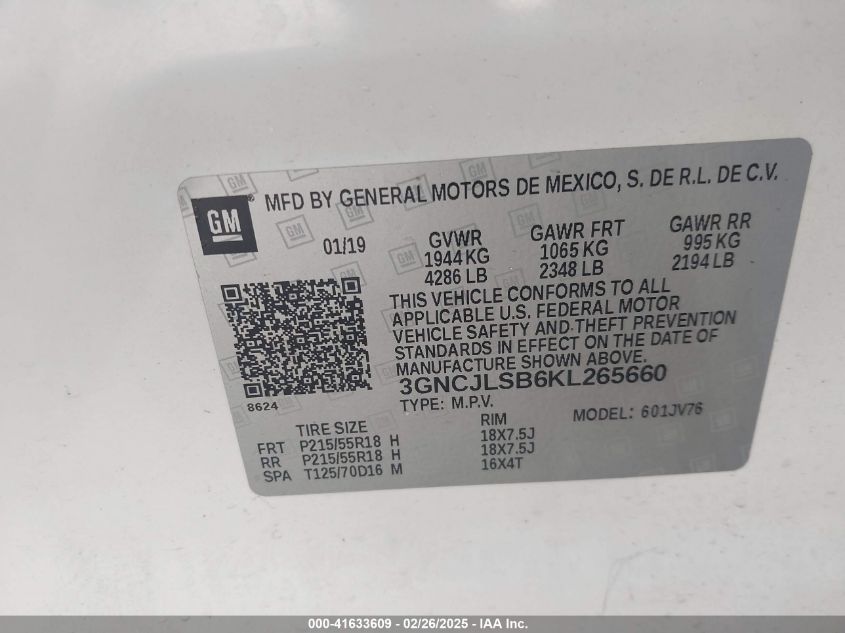 GM
MFD BY GENERAL MOTORS DE MEXICO, S. DE R.L. DE C.V.
01/19
GVWR GAWR FRT GAWR RR
1944 KG 1065 KG 995 KG
4286 LB 2348 LB 2194 LB
THIS VEHICLE CONFORMS TO ALL
APPLICABLE U.S. FEDERAL MOTOR
VEHICLE SAFETY AND THEFT PREVENTION
STANDARDS IN EFFECT ON THE DATE OF
MANUFACTURE SHOWN ABOVE.
3GNCJLSB6KL265660
8624
TYPE: M.P.V. MODEL: 601JV76
TIRE SIZE RIM
FRT P215/55R18 H 18X7.5J
RR P215/55R18 H 18X7.5J
SPA T125/70D16 M 16X4T
000-41633609 - 02/26/2025 - IAA Inc.